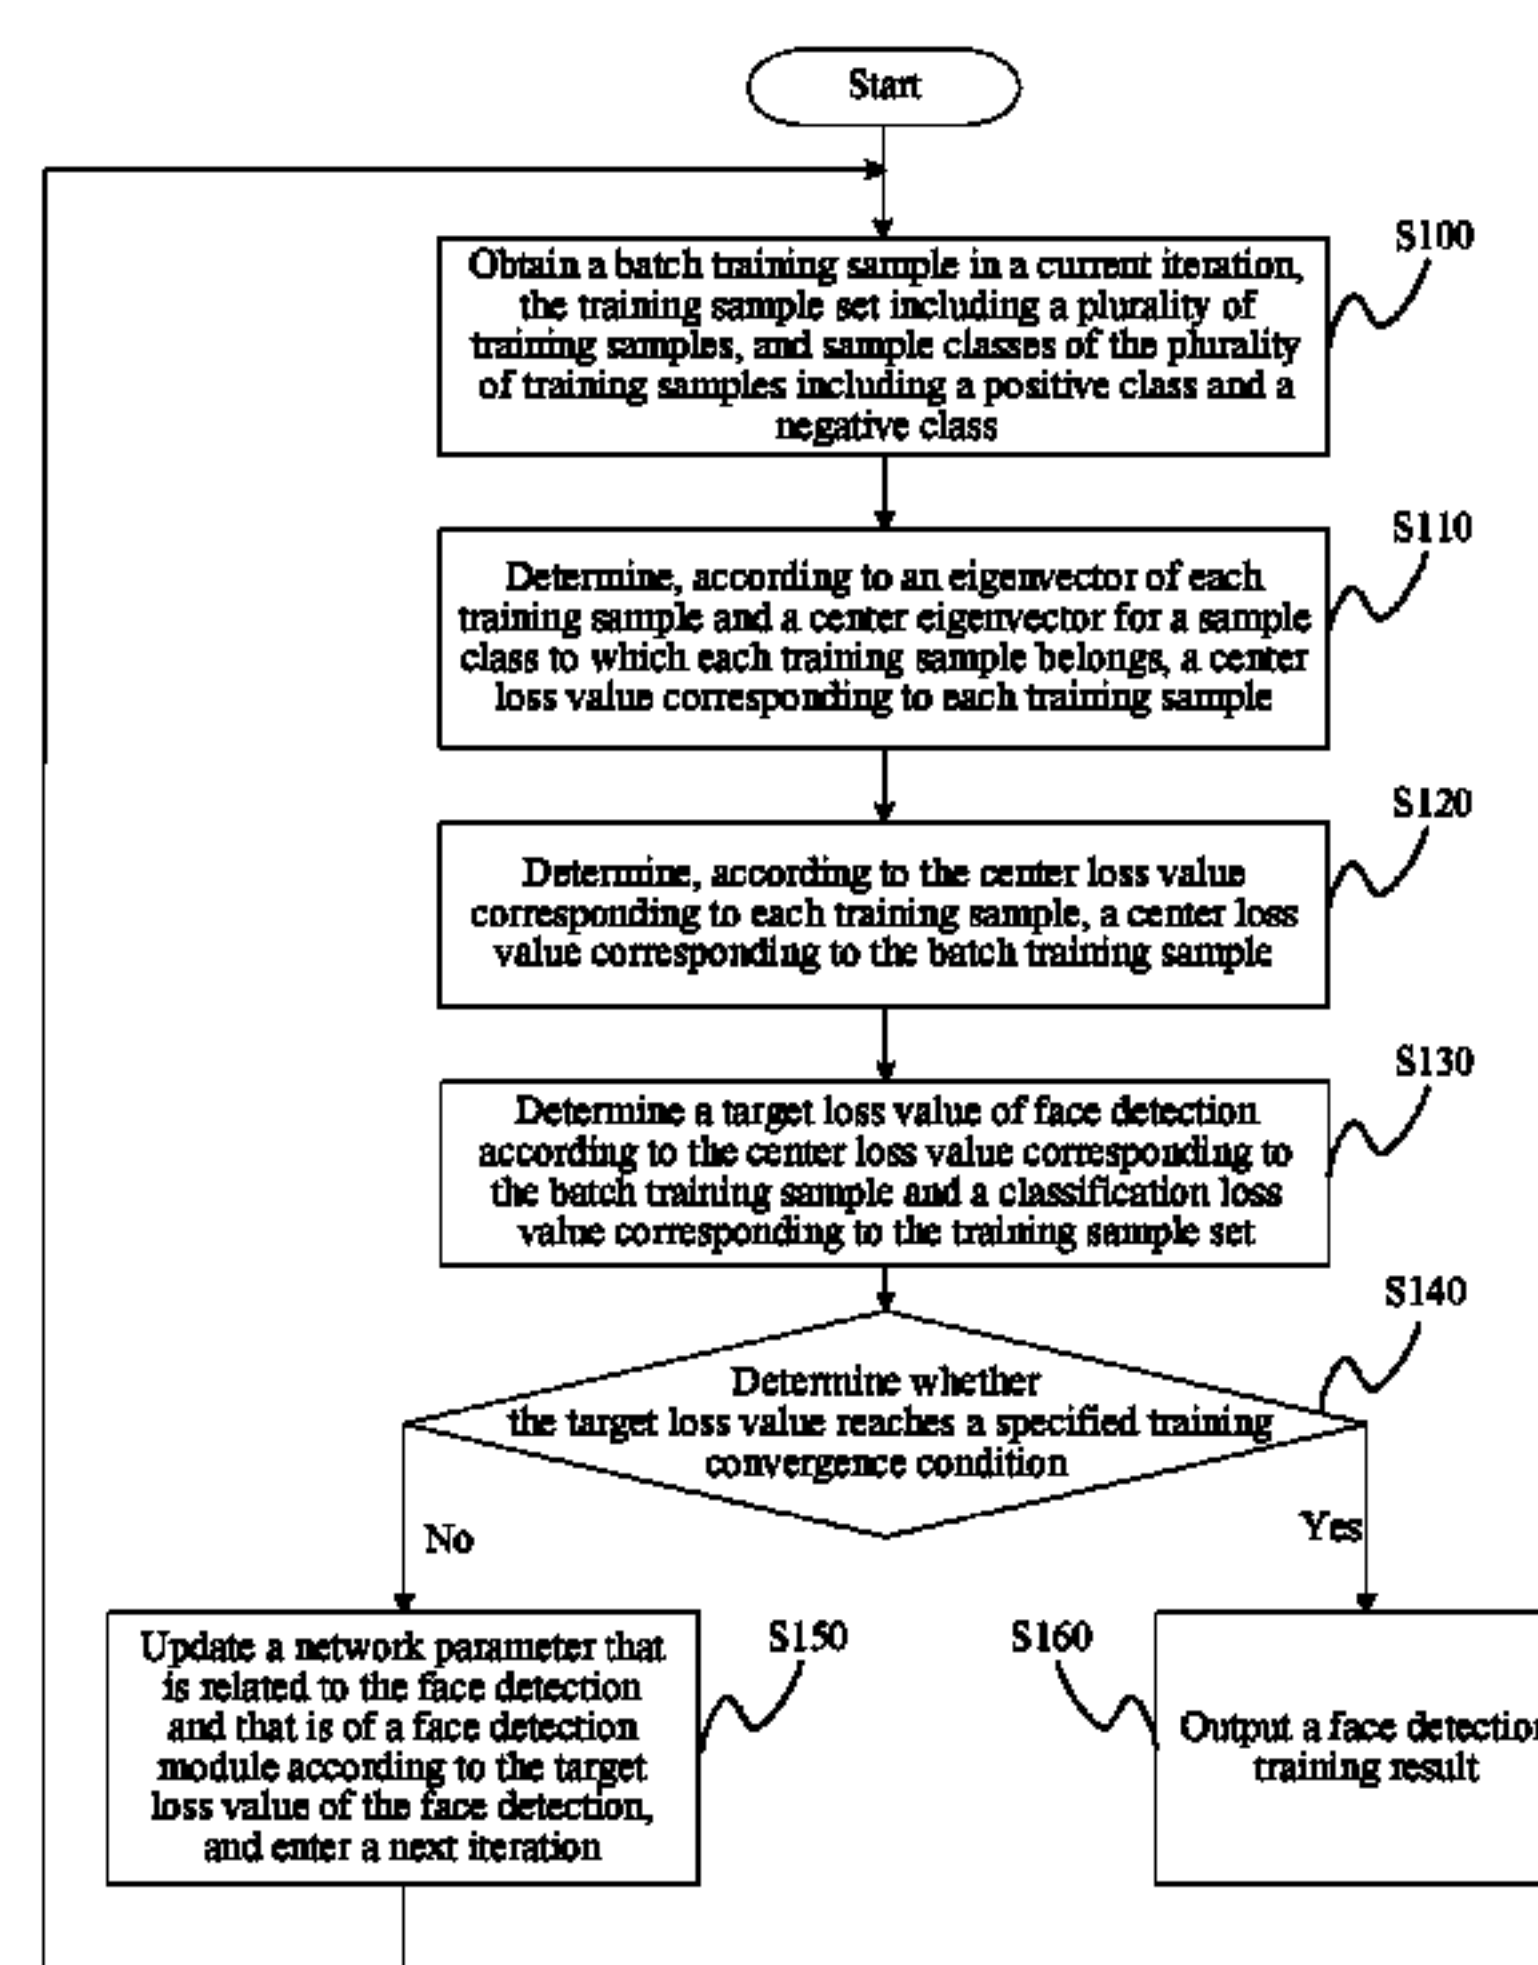 Start
S100
Obtain a batch training sample in a current iteration,
the training sample set including a plurality of
training samples, and sample classes of the plurality
of training samples including a positive class and a
negative class
S110
Determine, according to an eigenvector of each
training sample and a center eigenvector for a sample
class to which each training sample belongs, a center
loss value corresponding to each training sample
S120
Determine, according to the center loss value
corresponding to each training sample, a center loss
value corresponding to the batch training sample
S130
Determine a target loss value of face detection
according to the center loss value corresponding to
the batch training sample and a classification loss
value corresponding to the training sample set
S140
Determine whether
the target loss value reaches a specified training
convergence condition
No
Yes
S150
Update a network parameter that
is related to the face detection
and that is of a face detection
module according to the target
loss value of the face detection,
and enter a next iteration
S160
Output a face detection
training result